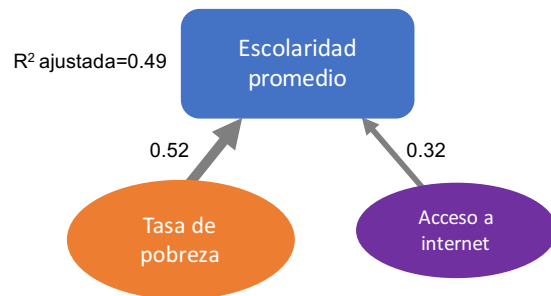 Escolaridad
promedio
R² ajustada=0.49
0.52
0.32
Tasa de
pobreza
Acceso a
internet